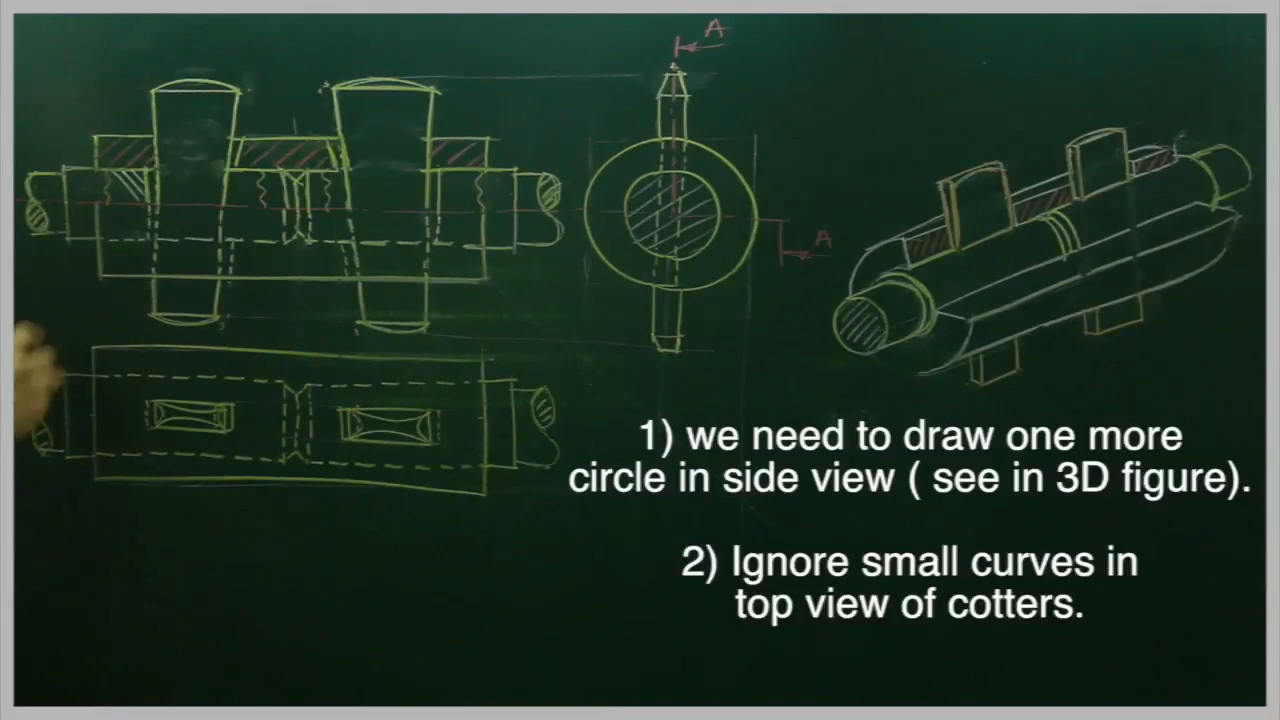 A
A
1) we need to draw one more
circle in side view ( see in 3D figure).
2) Ignore small curves in
top view of cotters.